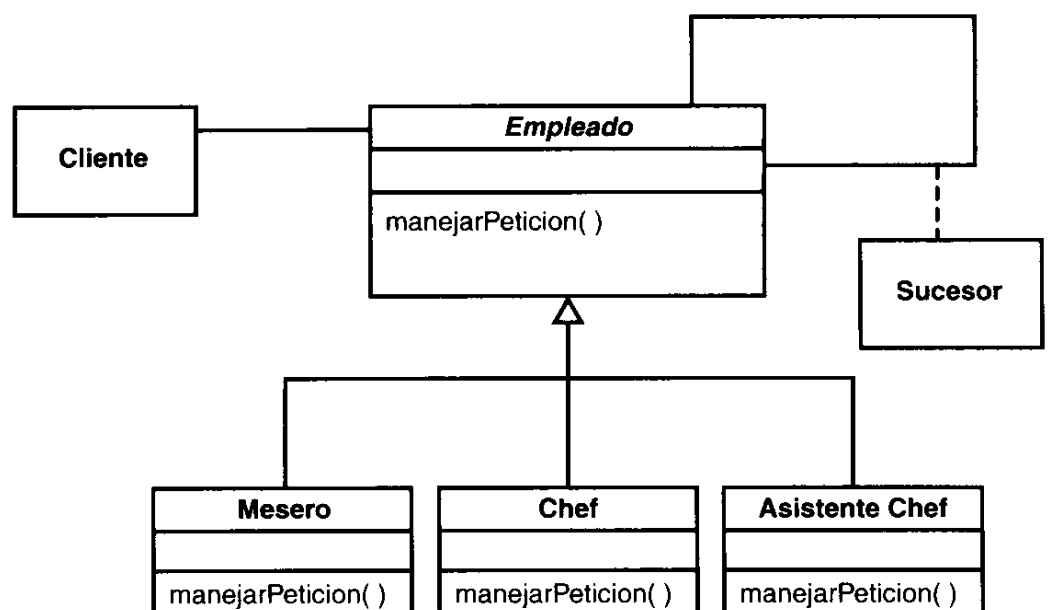 Empleado
Cliente
manejarPeticion( )
Sucesor
Mesero
Chef
Asistente Chef
manejarPeticion( )
manejarPeticion( )
manejarPeticion( )